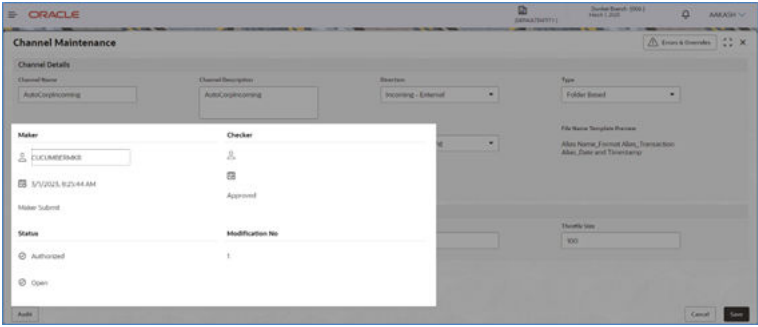 ORACLE
March 1, 2025
AAKASH
Channel Maintenance
Errors & Overrides
Channel Details
Channel Name
Channel Description
Direction
Type
AutoCorpIncoming
AutoCorpIncoming
Incoming - External
Folder Based
File Name Template Preview
Alias Name_Format Alias_Transaction
Alias_Date and Timestamp
Maker
Checker
CUCUMBERMKR
8:25:44 AM
Approved
Maker Submit
Throttle Size
100
Status
Modification No
Authorized
1
Open
Audit
Cancel
Save